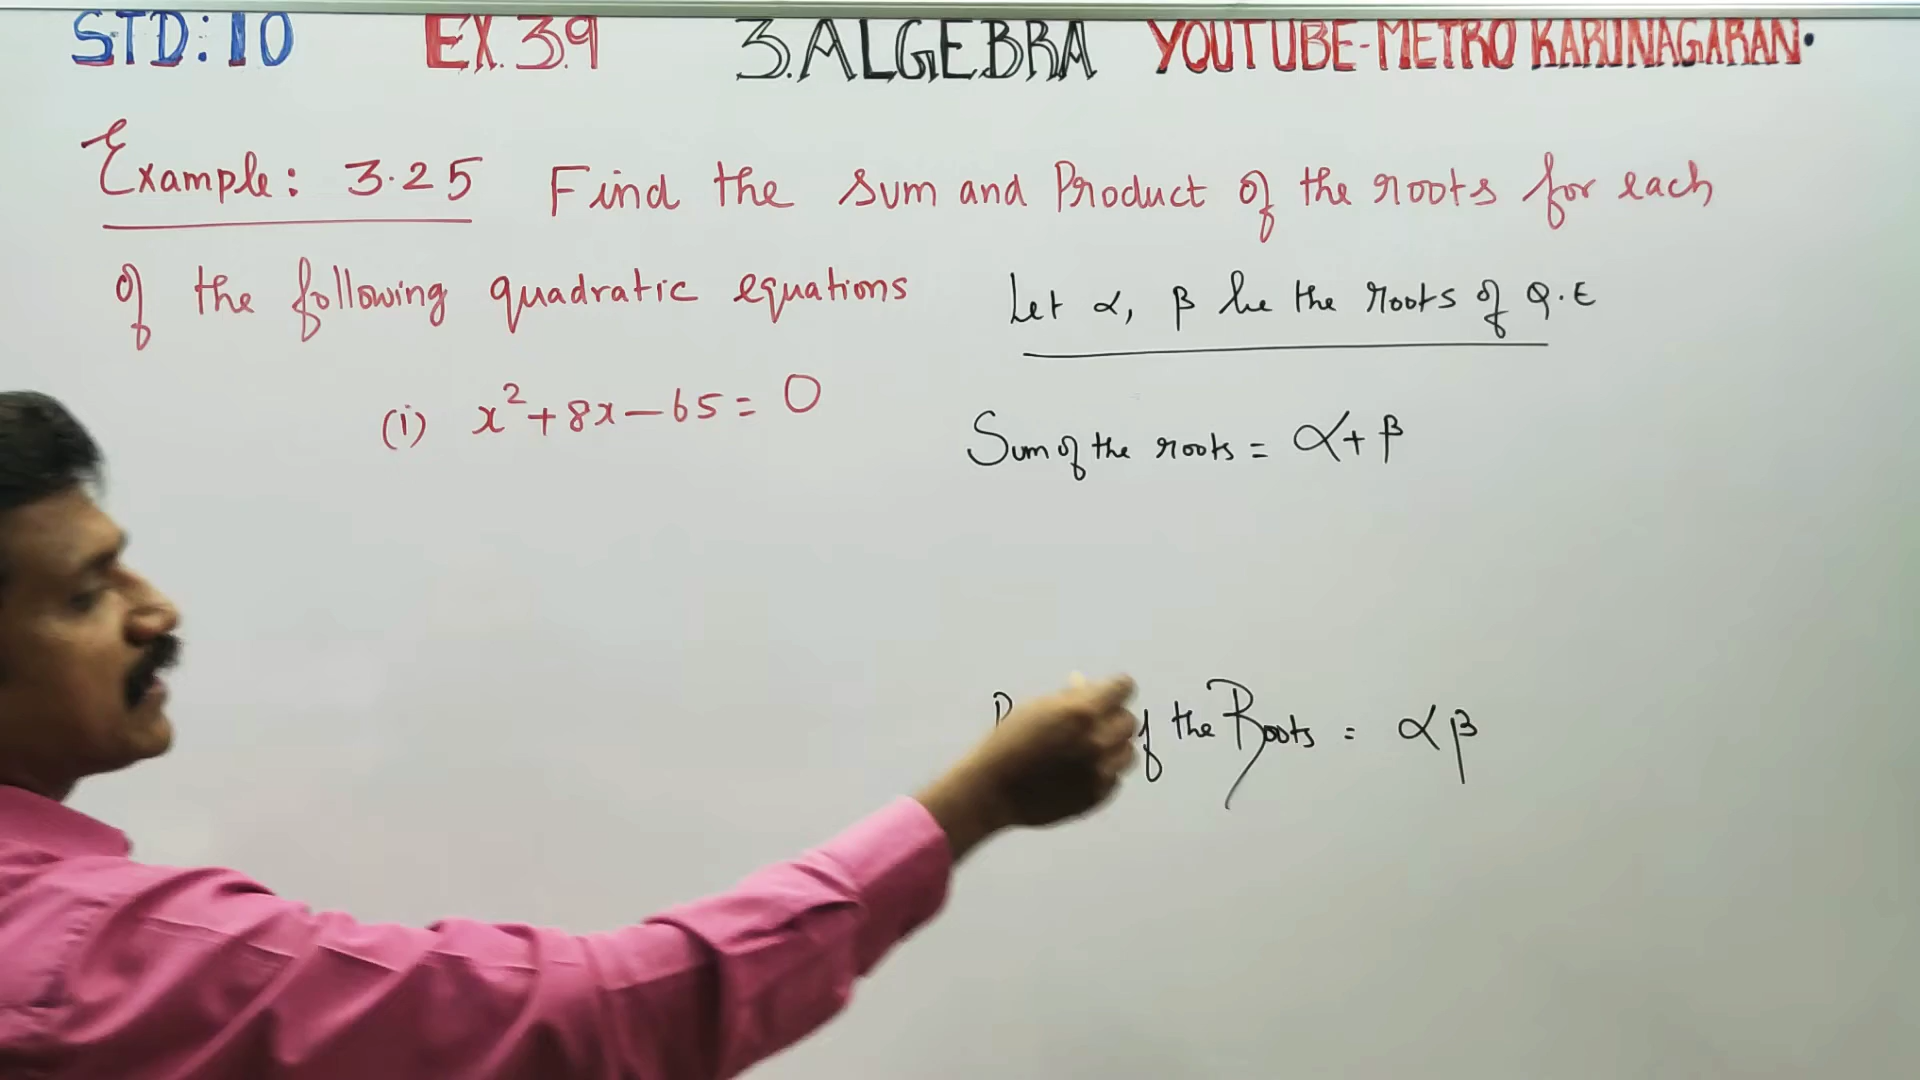 STD:10 EX.3.9 3.ALGEBRA YOUTUBE-METRO KARUNAGARAN.
Example: 3.25 Find the sum and Product of the roots for each
of the following quadratic equations
Let α, β be the roots of Q.E
(i) x²+8x-65=0
Sum of the roots = α+β
of the Roots = αβ